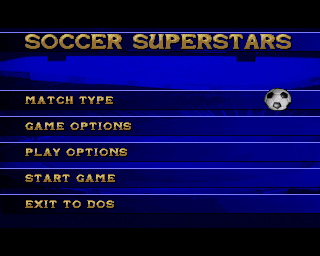 SOCCER SUPERSTARS
MATCH TYPE
GAME OPTIONS
PLAY OPTIONS
START GAME
EXIT TO DOS